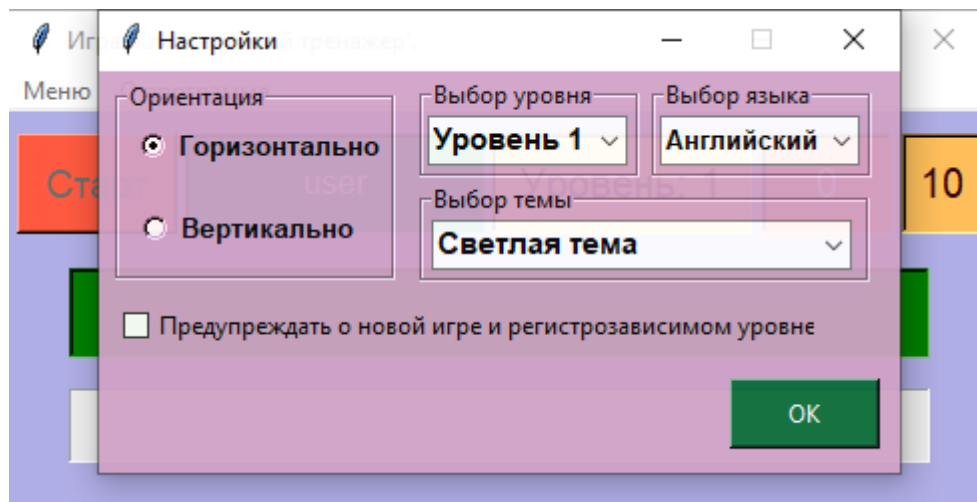 Настройки
Меню
Ориентация
Горизонтально
Вертикально
Выбор уровня
Уровень 1
Выбор языка
Английский
Выбор темы
Светлая тема
Старт
user
Уровень: 1
0
10
Предупреждать о новой игре и регистрозависимом уровне
OK